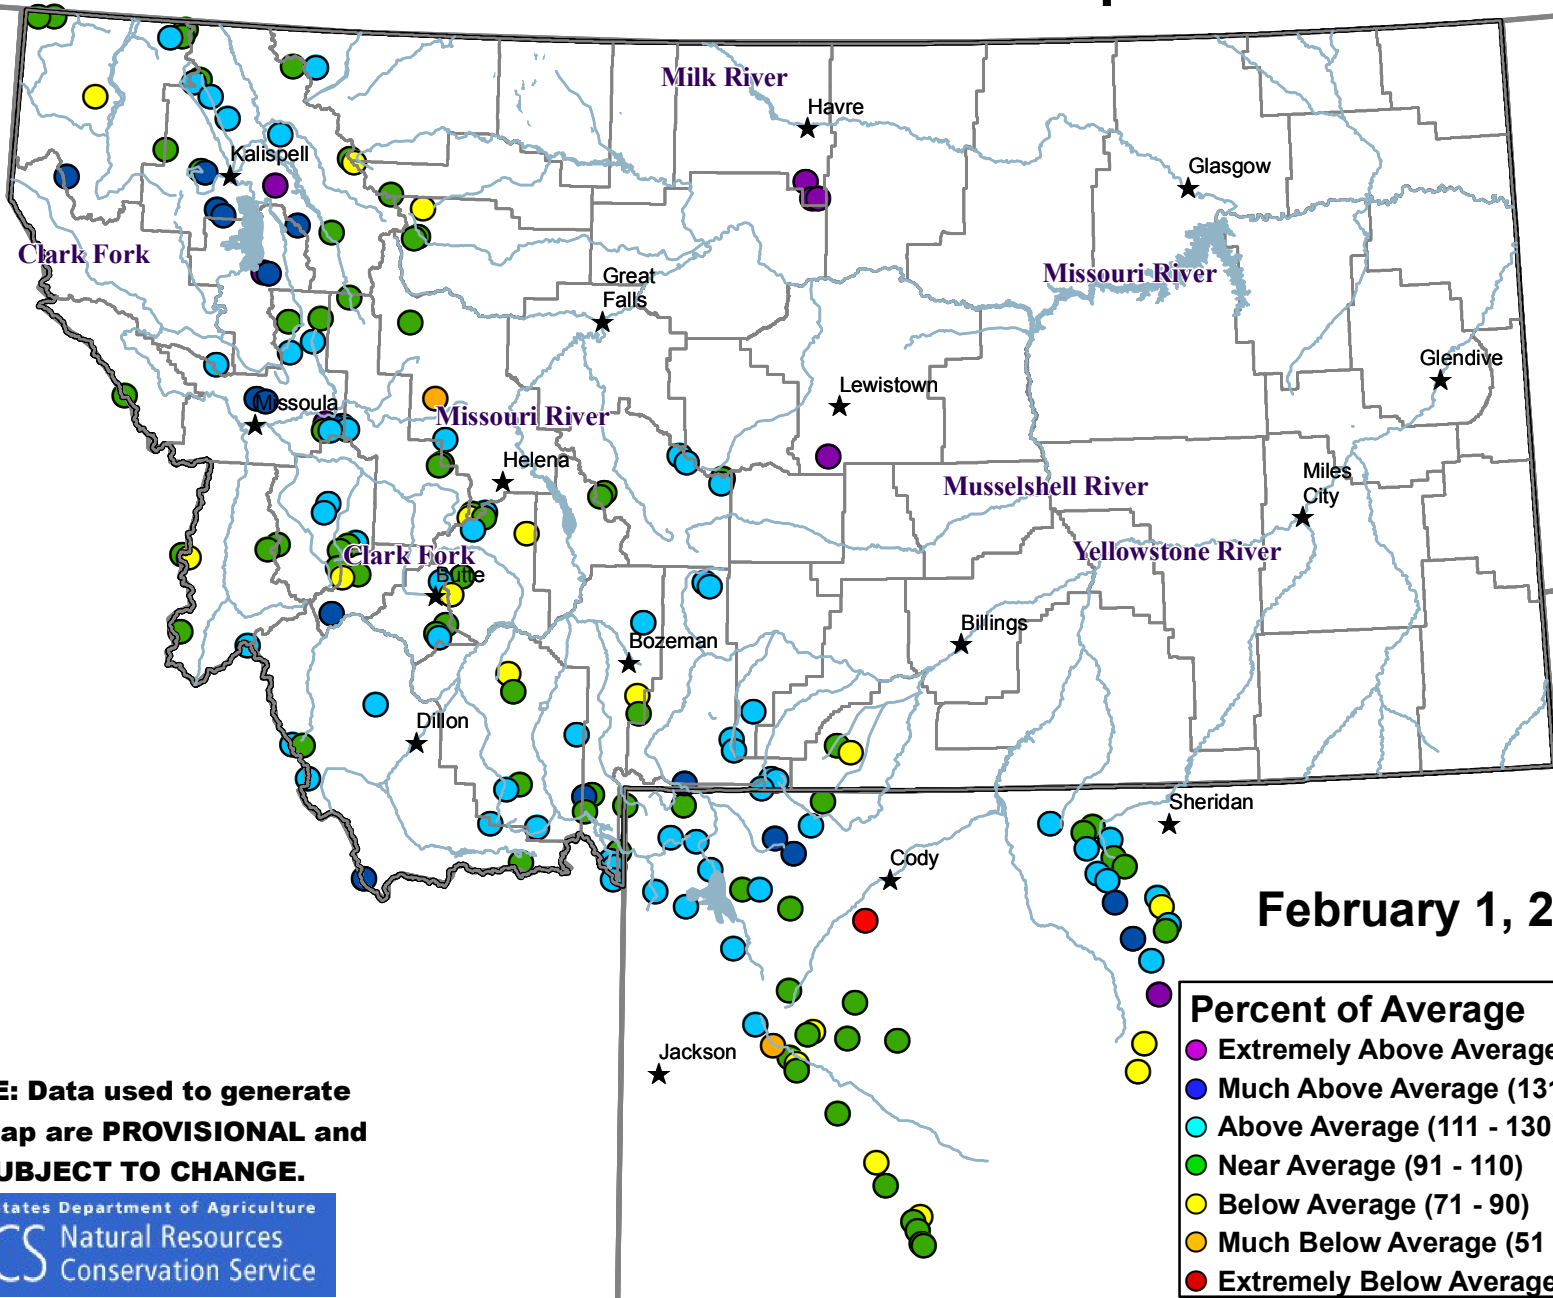 Milk River
Havre
Kalispell
Glasgow
Clark Fork
Missouri River
Great
Falls
Glendive
Lewistown
Missoula
Missouri River
Helena
Miles
City
Musselshell River
Clark Fork
Yellowstone River
Butte
Billings
Bozeman
Dillon
Sheridan
Cody
February 1, 2
Jackson
Percent of Average
Extremely Above Average
Much Above Average (131
Above Average (111 - 130
Near Average (91 - 110)
Below Average (71 - 90)
Much Below Average (51
Extremely Below Average
E: Data used to generate
ap are PROVISIONAL and
UBJECT TO CHANGE.
tates Department of Agriculture
CS
Natural Resources
Conservation Service